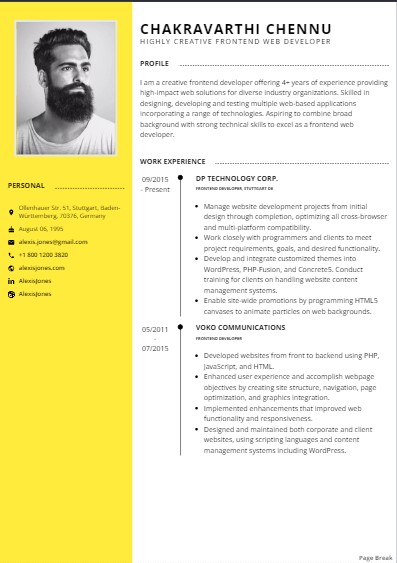 CHAKRAVARTHI CHENNU
HIGHLY CREATIVE FRONTEND WEB DEVELOPER
PROFILE
I am a creative frontend developer offering 4+ years of experience providing
high-impact web solutions for diverse industry organizations. Skilled in
designing, developing and testing multiple web-based applications
incorporating a range of technologies. Aspiring to combine broad
background with strong technical skills to excel as a frontend web
developer.
WORK EXPERIENCE
09/2015
- Present
DP TECHNOLOGY CORP.
FRONTEND DEVELOPER, STUTTGART DE
Manage website development projects from initial
design through completion, optimizing all cross-browser
and multi-platform compatibility.
Work closely with programmers and clients to meet
project requirements, goals, and desired functionality.
Develop and integrate customized themes into
WordPress, PHP-Fusion, and Concrete5. Conduct
training for clients on handling website content
management systems.
Enable site-wide promotions by programming HTML5
canvases to animate particles on web backgrounds.
05/2011
-
07/2015
VOKO COMMUNICATIONS
FRONTEND DEVELOPER
Developed websites from front to backend using PHP,
JavaScript, and HTML.
Enhanced user experience and accomplish webpage
objectives by creating site structure, navigation, page
optimization, and graphics integration.
Implemented enhancements that improved web
functionality and responsiveness.
Designed and maintained both corporate and client
websites, using scripting languages and content
management systems including WordPress.
PERSONAL
Ollenhauer Str. 51, Stuttgart, Baden-
Württemberg, 70376, Germany
August 06, 1995
alexis.jones@gmail.com
+1 800 1200 3820
alexisjones.com
AlexisJones
AlexisJones
Page Break